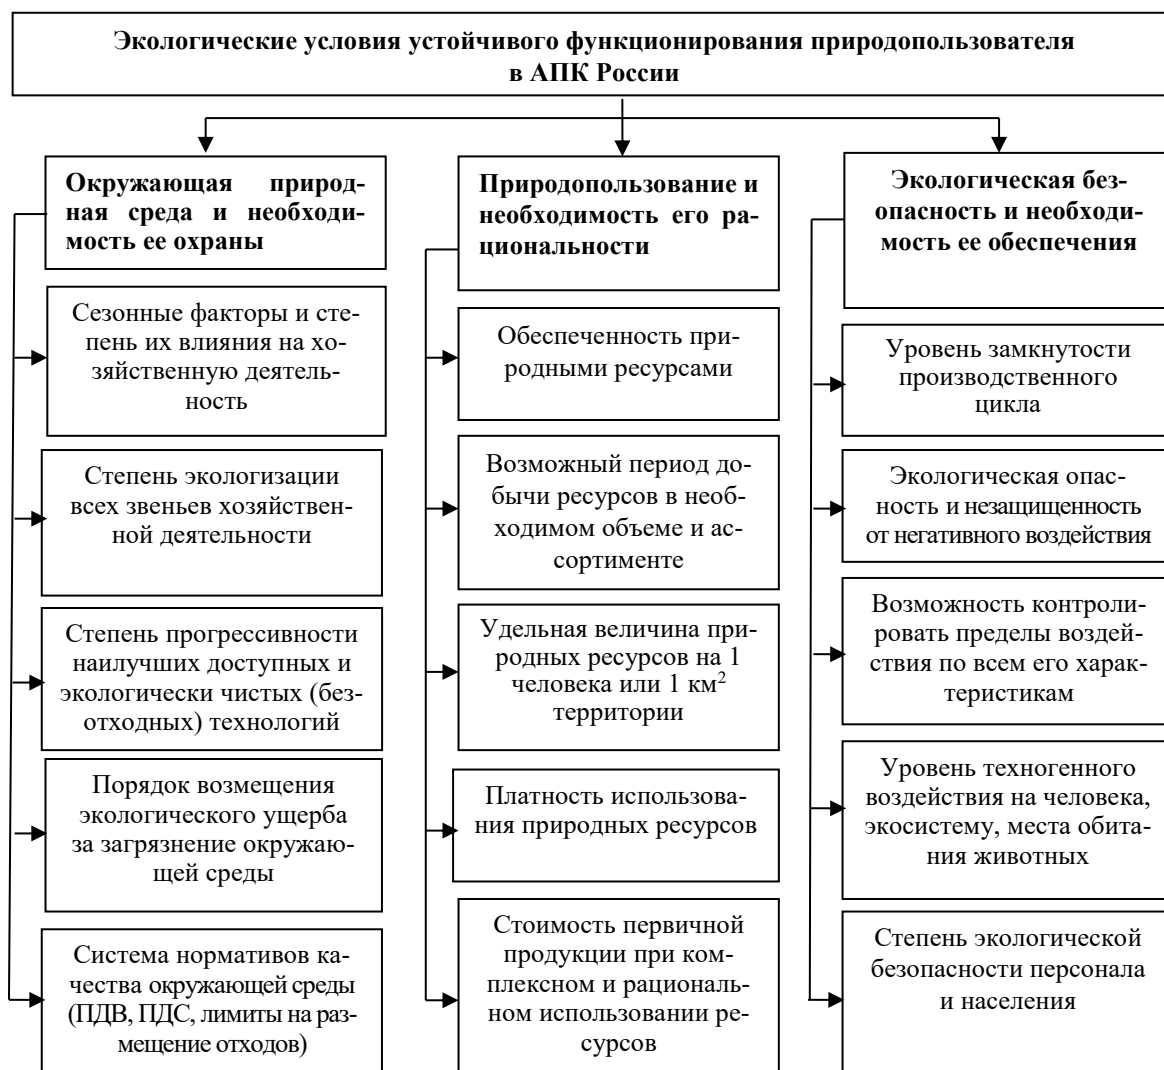 Экологические условия устойчивого функционирования природопользователя
в АПК России
Окружающая природ-
ная среда и необходи-
мость ее охраны
Сезонные факторы и сте-
пень их влияния на хо-
зяйственную деятель-
ность
Степень экологизации
всех звеньев хозяйствен-
ной деятельности
Степень прогрессивности
наилучших доступных и
экологически чистых (без-
отходных) технологий
Порядок возмещения
экологического ущерба
за загрязнение окружаю-
щей среды
Система нормативов ка-
чества окружающей среды
(ПДВ, ПДС, лимиты на раз-
мещение отходов)
Природопользование и
необходимость его ра-
циональности
Обеспеченность при-
родными ресурсами
Возможный период до-
бычи ресурсов в необ-
ходимом объеме и ас-
сортименте
Удельная величина при-
родных ресурсов на 1
человека или 1 км²
территории
Платность использова-
ния природных ресурсов
Стоимость первичной
продукции при ком-
плексном и рациональ-
ном использовании ре-
сурсов
Экологическая без-
опасность и необходи-
мость ее обеспечения
Уровень замкнутости
производственного
цикла
Экологическая опас-
ность и незащищенность
от негативного воздействия
Возможность контроли-
ровать пределы воздей-
ствия по всем его харак-
теристикам
Уровень техногенного
воздействия на человека,
экосистему, места обита-
ния животных
Степень экологической
безопасности персонала
и населения